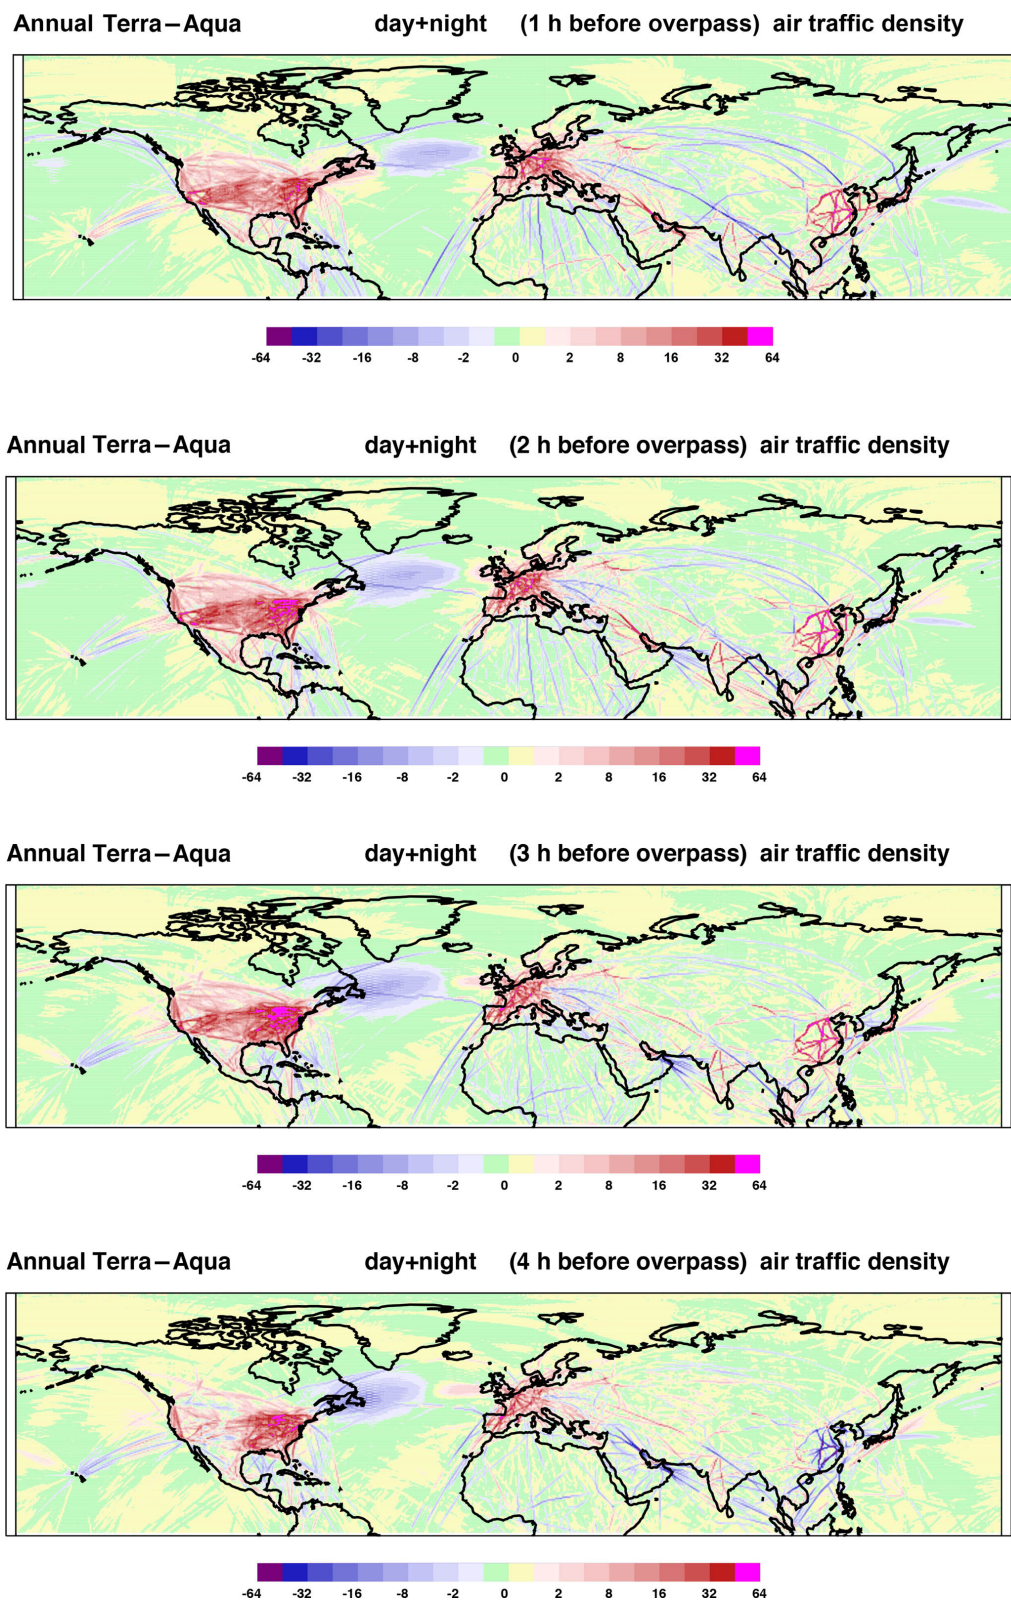 Annual Terra–Aqua day+night (1 h before overpass) air traffic density
-64 -32 -16 -8 -2 0 2 8 16 32 64
Annual Terra–Aqua day+night (2 h before overpass) air traffic density
-64 -32 -16 -8 -2 0 2 8 16 32 64
Annual Terra–Aqua day+night (3 h before overpass) air traffic density
-64 -32 -16 -8 -2 0 2 8 16 32 64
Annual Terra–Aqua day+night (4 h before overpass) air traffic density
-64 -32 -16 -8 -2 0 2 8 16 32 64